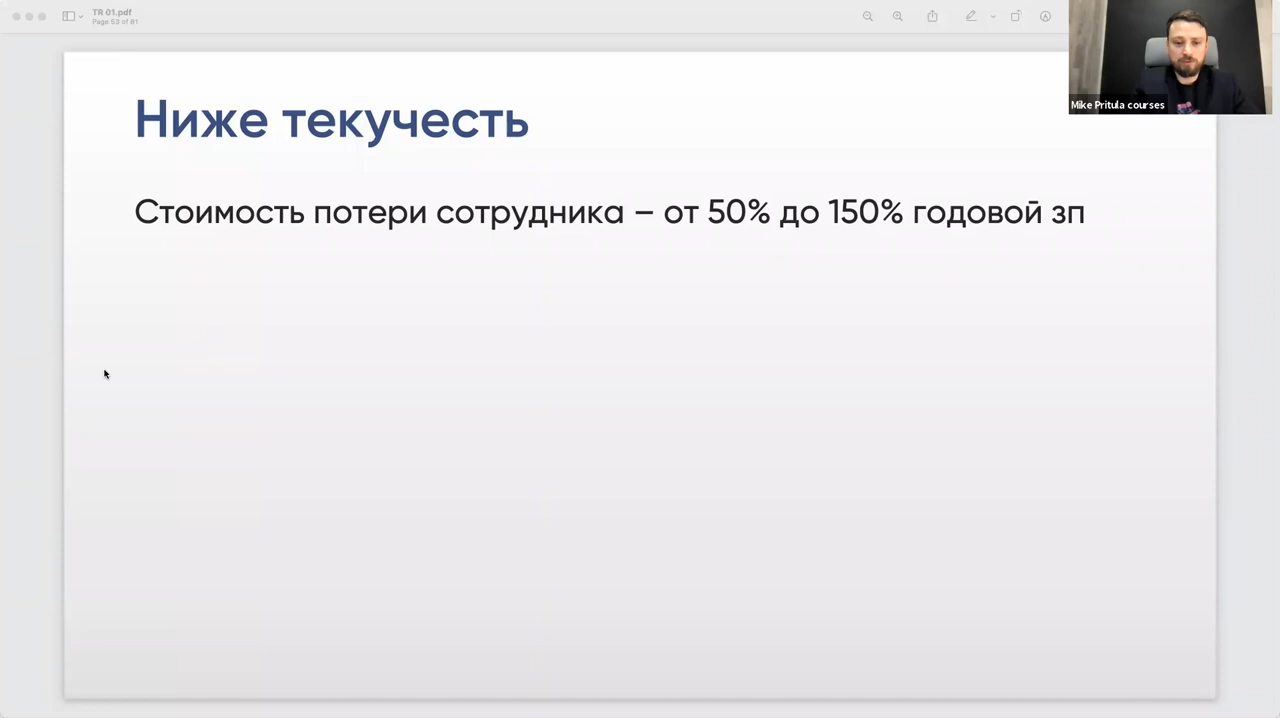 TR 01.pdf
Page 53 of 81
Mike Pritula courses
Ниже текучесть
Стоимость потери сотрудника – от 50% до 150% годовой зп